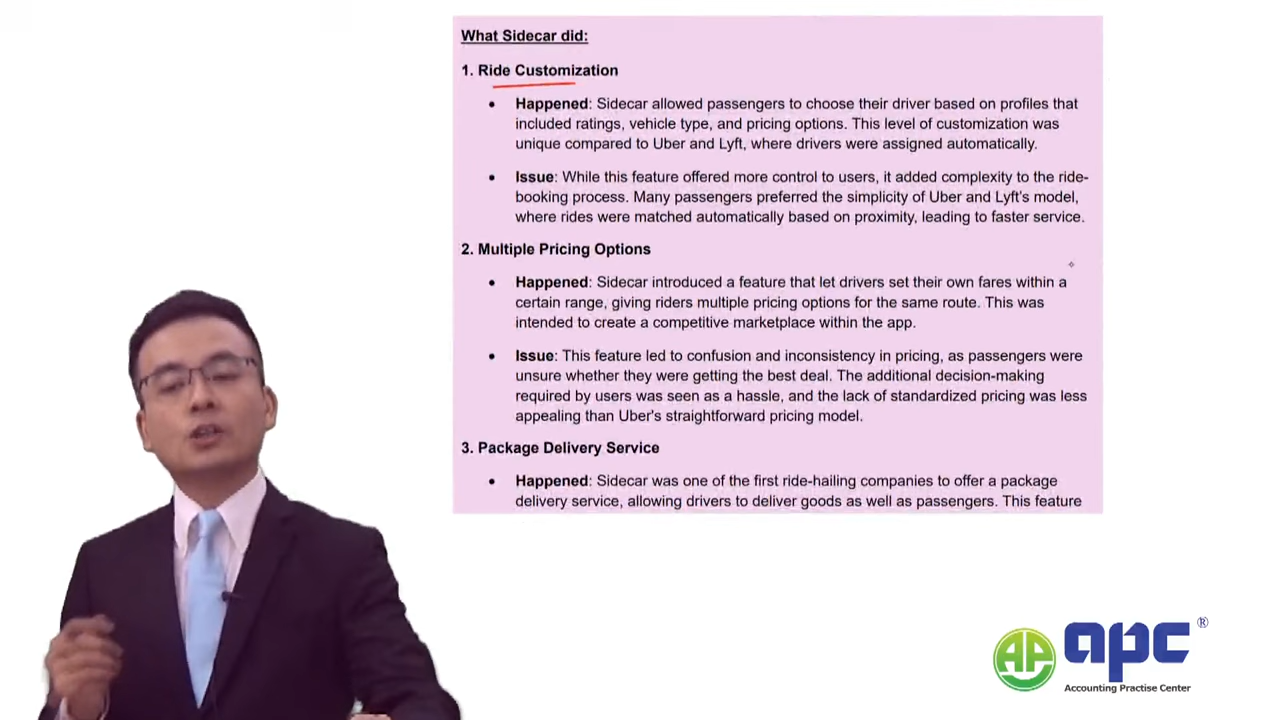 What Sidecar did:
1. Ride Customization
• Happened: Sidecar allowed passengers to choose their driver based on profiles that
included ratings, vehicle type, and pricing options. This level of customization was
unique compared to Uber and Lyft, where drivers were assigned automatically.
• Issue: While this feature offered more control to users, it added complexity to the ride-
booking process. Many passengers preferred the simplicity of Uber and Lyft's model,
where rides were matched automatically based on proximity, leading to faster service.
2. Multiple Pricing Options
• Happened: Sidecar introduced a feature that let drivers set their own fares within a
certain range, giving riders multiple pricing options for the same route. This was
intended to create a competitive marketplace within the app.
• Issue: This feature led to confusion and inconsistency in pricing, as passengers were
unsure whether they were getting the best deal. The additional decision-making
required by users was seen as a hassle, and the lack of standardized pricing was less
appealing than Uber's straightforward pricing model.
3. Package Delivery Service
• Happened: Sidecar was one of the first ride-hailing companies to offer a package
delivery service, allowing drivers to deliver goods as well as passengers. This feature
AP apc ®
Accounting Practise Center